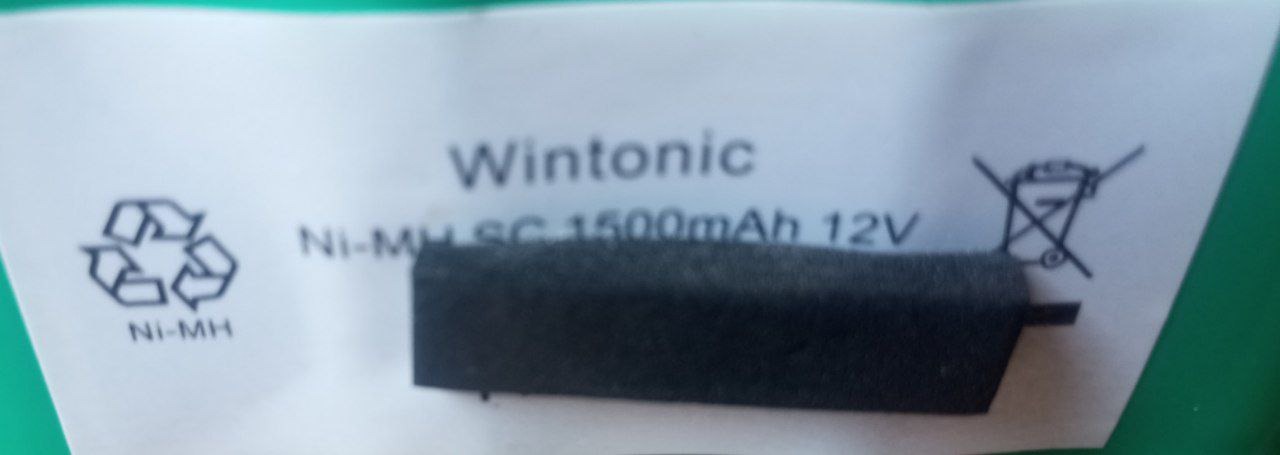 Wintonic
Ni-MH SC 1500mAh 12V
Ni-MH